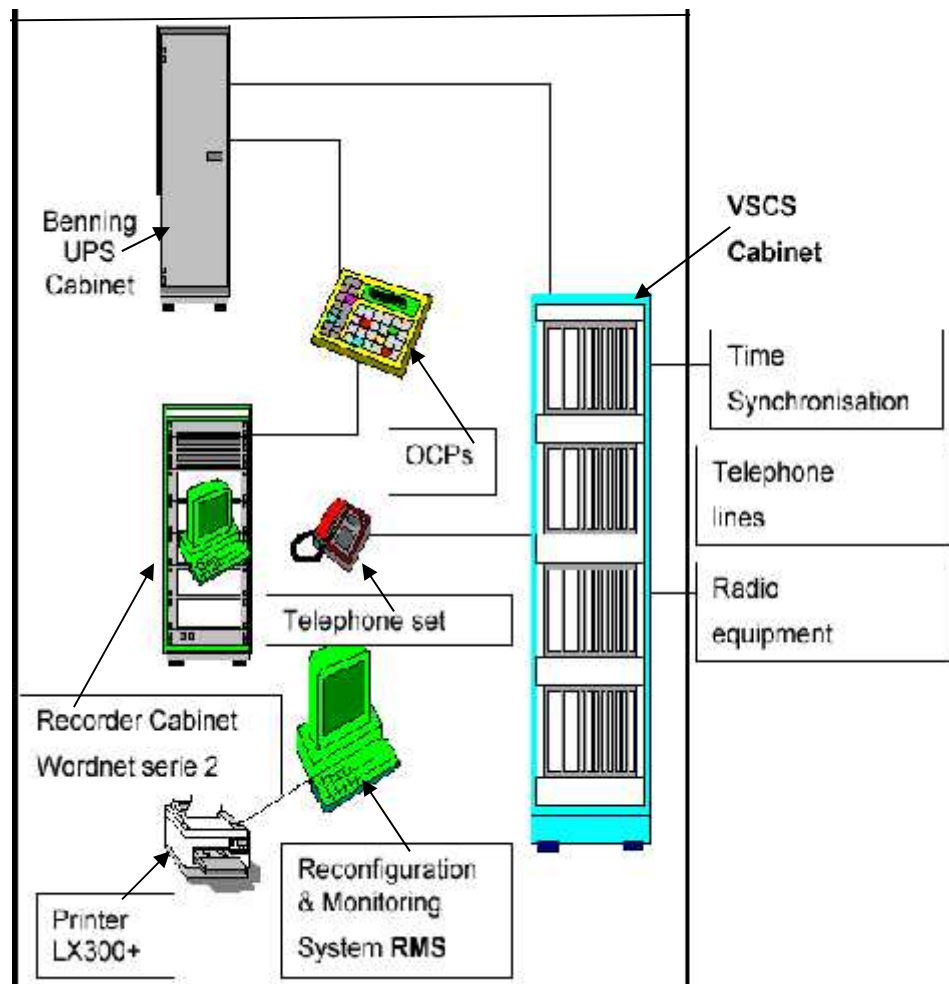 Benning
UPS
Cabinet
VSCS
Cabinet
Time
Synchronisation
OCPs
Telephone
lines
Telephone set
Radio
equipment
Recorder Cabinet
Wordnet serie 2
Printer
LX300+
Reconfiguration
& Monitoring
System RMS